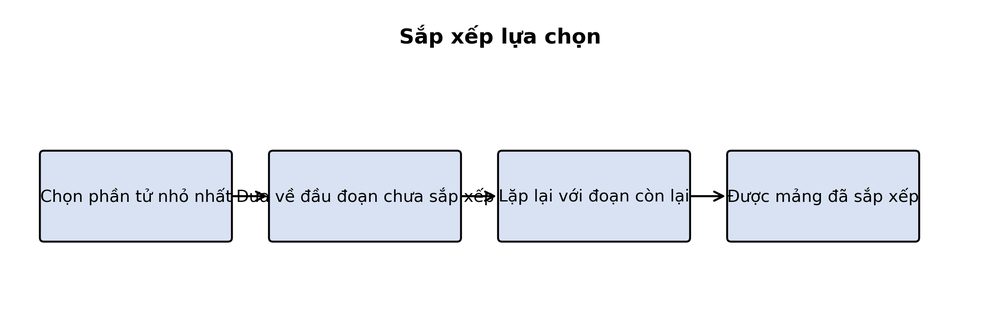 Sắp xếp lựa chọn
Chọn phần tử nhỏ nhất
Đưa về đầu đoạn chưa sắp xếp
Lặp lại với đoạn còn lại
Được mảng đã sắp xếp